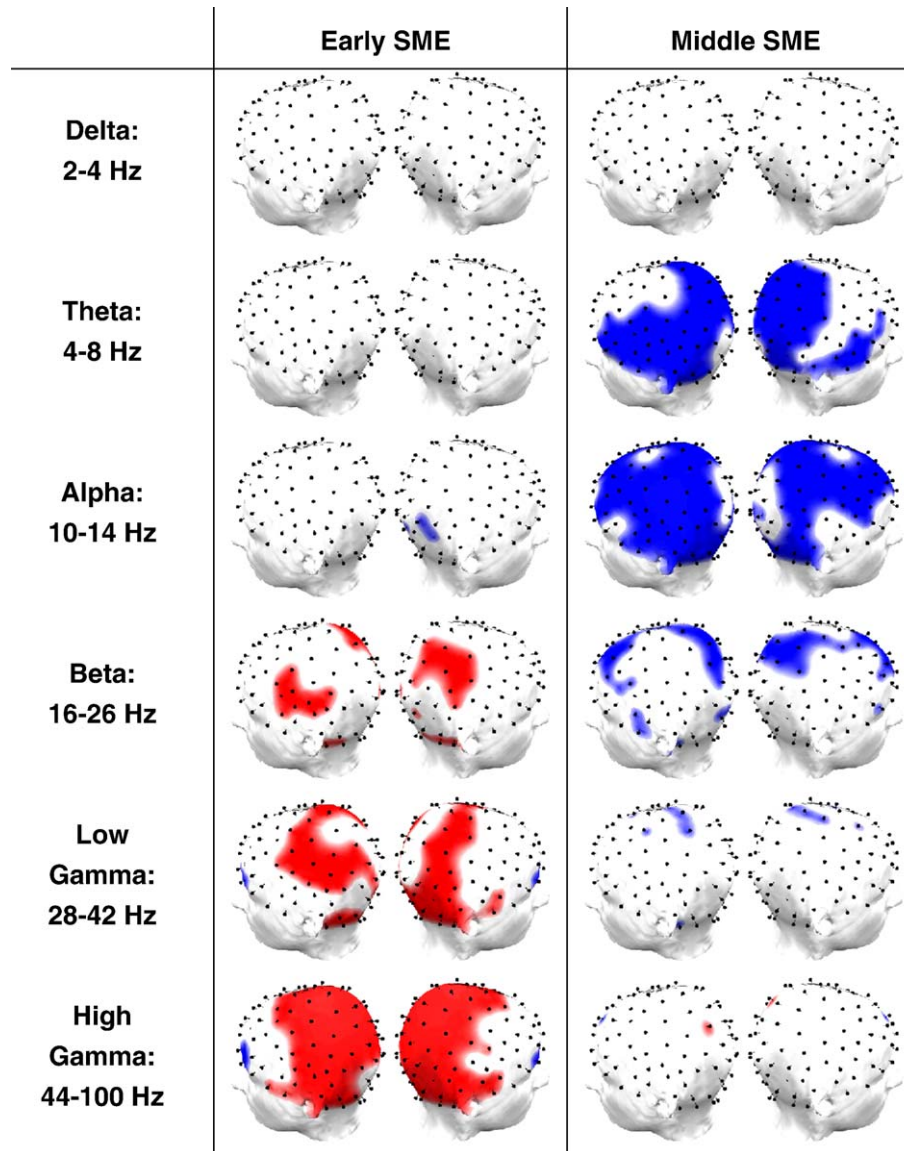 Early SME
Middle SME
Delta:
2-4 Hz
Theta:
4-8 Hz
Alpha:
10-14 Hz
Beta:
16-26 Hz
Low
Gamma:
28-42 Hz
High
Gamma:
44-100 Hz